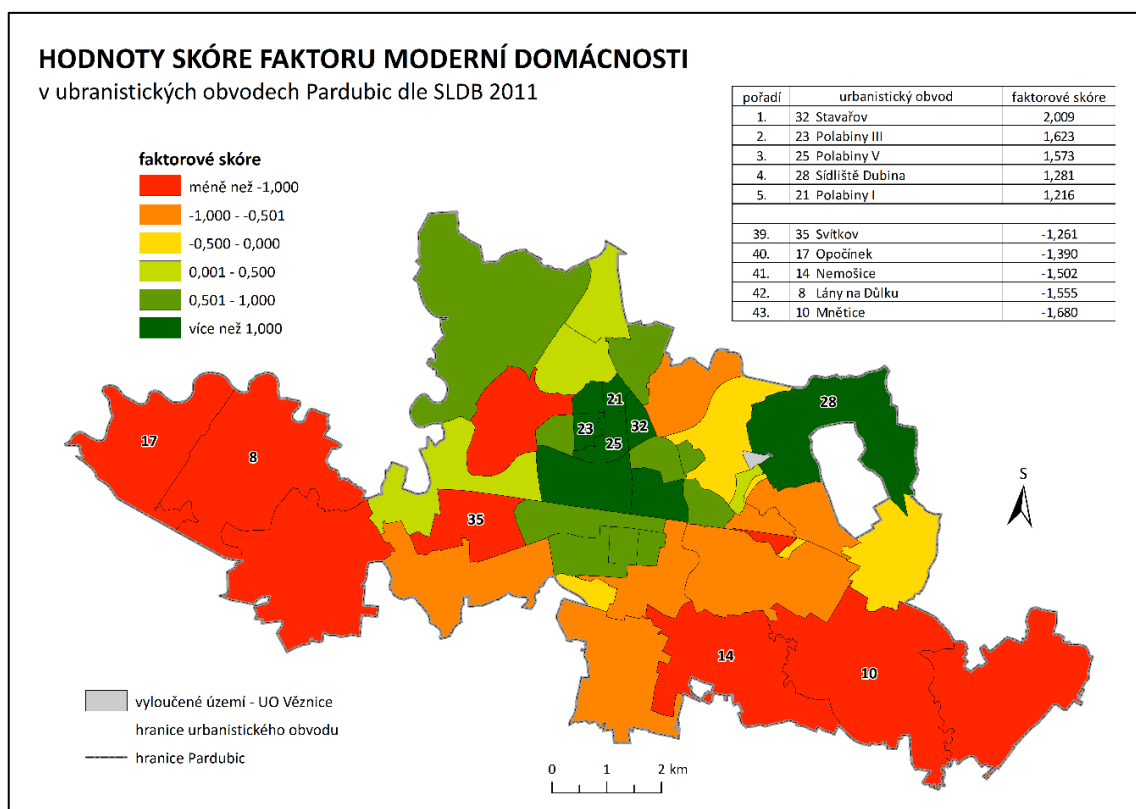 HODNOTY SKÓRE FAKTORU MODERNÍ DOMÁCNOSTI
v ubranistických obvodech Pardubic dle SLDB 2011
pořadí urbanistický obvod faktorové skóre
1. 32 Stavařov 2,009
2. 23 Polabiny III 1,623
3. 25 Polabiny V 1,573
4. 28 Sídliště Dubina 1,281
5. 21 Polabiny I 1,216
39. 35 Svítkov -1,261
40. 17 Opočínek -1,390
41. 14 Nemošice -1,502
42. 8 Lány na Důlku -1,555
43. 10 Mnětice -1,680
faktorové skóre
méně než -1,000
-1,000 - -0,501
-0,500 - 0,000
0,001 - 0,500
0,501 - 1,000
více než 1,000
21
28
23
32
25
17
8
35
S
14
10
vyloučené území - UO Věznice
hranice urbanistického obvodu
hranice Pardubic
0 1 2 km